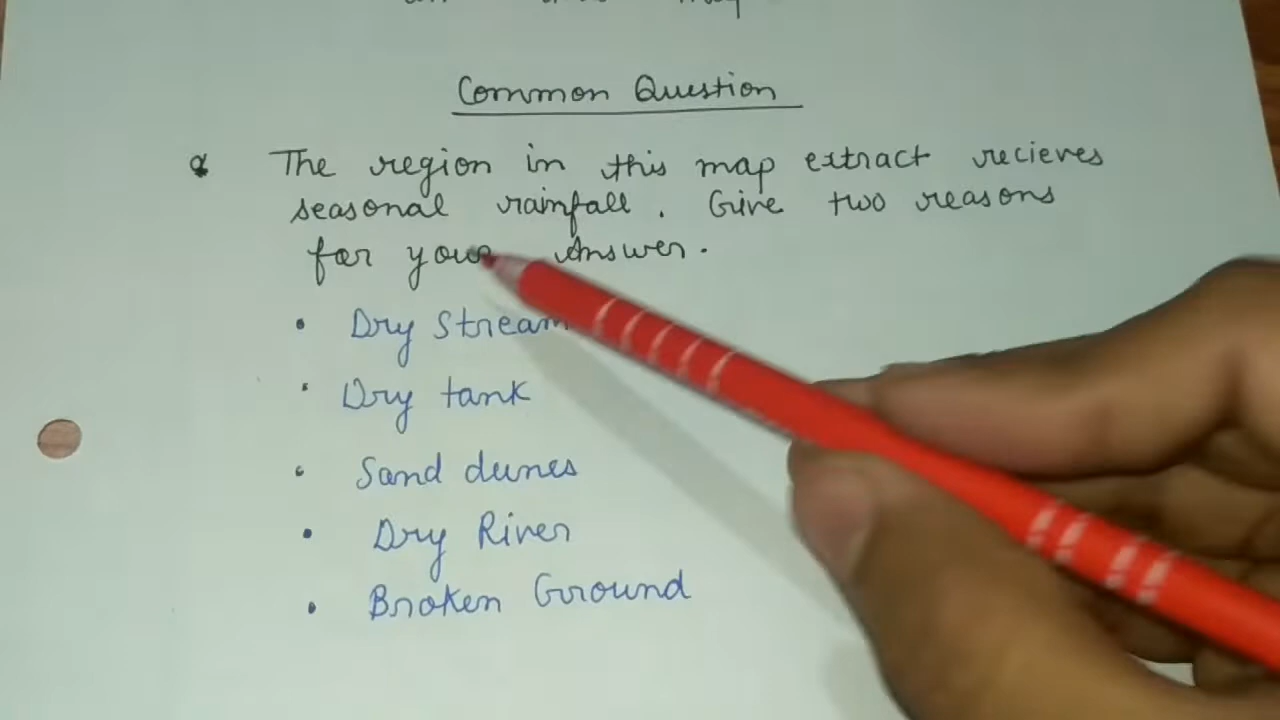 Common Question
Q The region in this map extract recieves
seasonal rainfall. Give two reasons
for your Answer.
• Dry Stream
• Dry tank
• Sand dunes
• Dry River
• Broken Ground